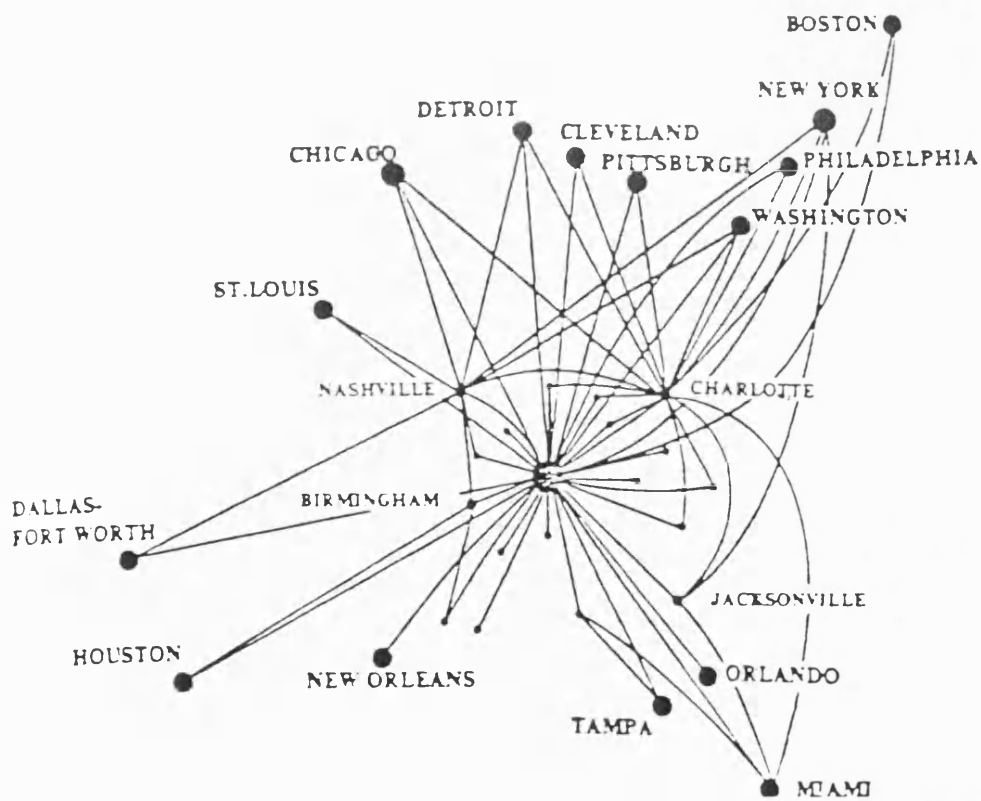 BOSTON
NEW YORK
DETROIT
CLEVELAND
CHICAGO
PITTSBURGH
PHILADELPHIA
WASHINGTON
ST.LOUIS
NASHVILLE
CHARLOTTE
BIRMINGHAM
DALLAS-
FORT WORTH
JACKSONVILLE
HOUSTON
NEW ORLEANS
ORLANDO
TAMPA
MIAMI